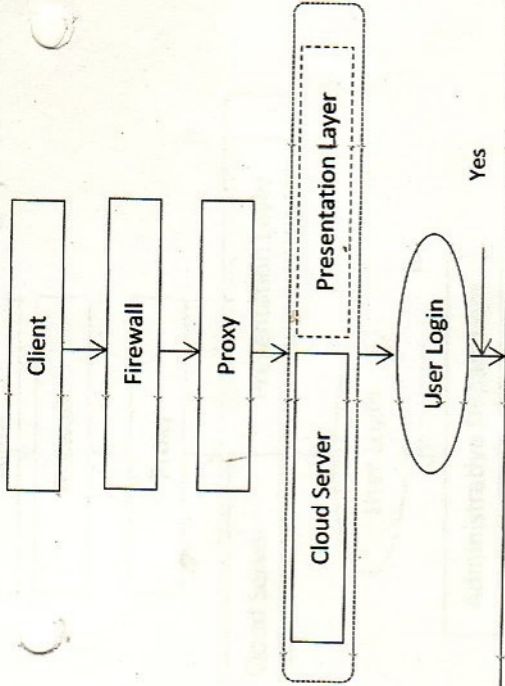 Client
Firewall
Proxy
Cloud Server
Presentation Layer
User Login
Yes